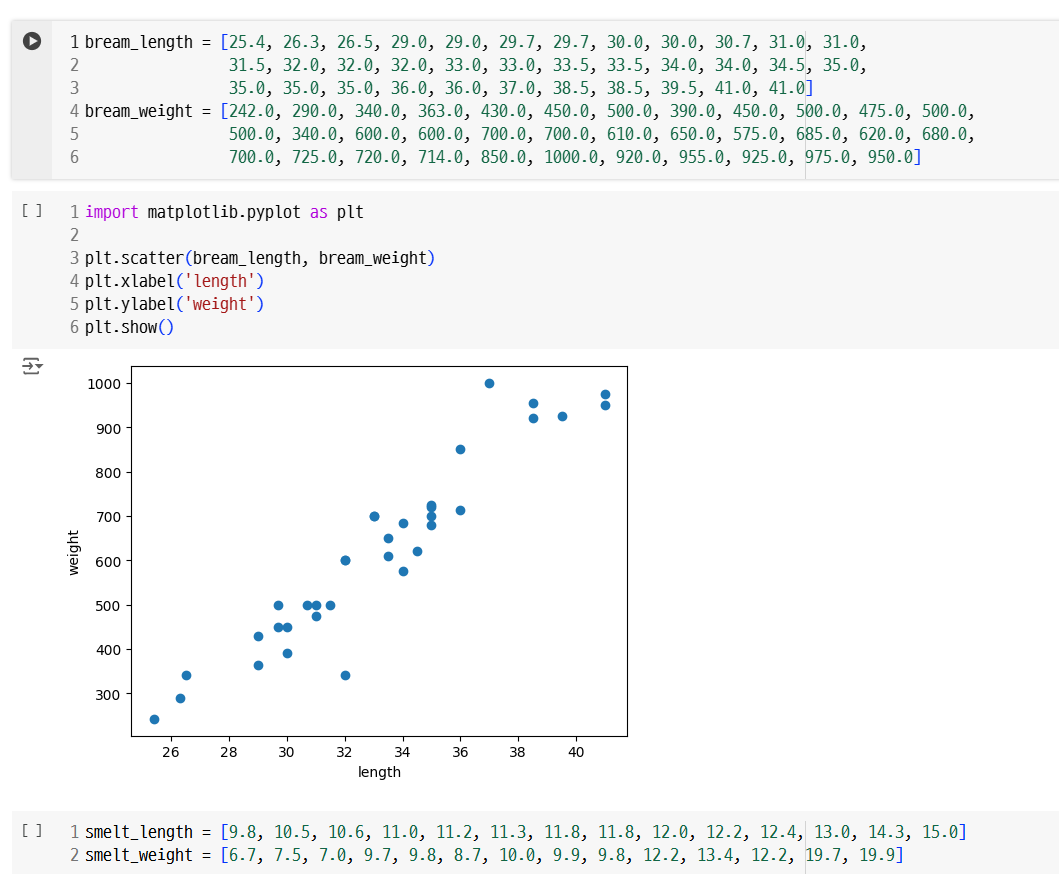 1 bream_length = [25.4, 26.3, 26.5, 29.0, 29.0, 29.7, 29.7, 30.0, 30.0, 30.7, 31.0, 31.0,
2 31.5, 32.0, 32.0, 32.0, 33.0, 33.0, 33.5, 33.5, 34.0, 34.0, 34.5, 35.0,
3 35.0, 35.0, 35.0, 36.0, 36.0, 37.0, 38.5, 38.5, 39.5, 41.0, 41.0]
4 bream_weight = [242.0, 290.0, 340.0, 363.0, 430.0, 450.0, 500.0, 390.0, 450.0, 500.0, 475.0, 500.0,
5 500.0, 340.0, 600.0, 600.0, 700.0, 700.0, 610.0, 650.0, 575.0, 685.0, 620.0, 680.0,
6 700.0, 725.0, 720.0, 714.0, 850.0, 1000.0, 920.0, 955.0, 925.0, 975.0, 950.0]
[ ] 1 import matplotlib.pyplot as plt
2
3 plt.scatter(bream_length, bream_weight)
4 plt.xlabel('length')
5 plt.ylabel('weight')
6 plt.show()
1000
900
800
700
600
500
400
300
weight
26 28 30 32 34 36 38 40
length
[ ] 1 smelt_length = [9.8, 10.5, 10.6, 11.0, 11.2, 11.3, 11.8, 11.8, 12.0, 12.2, 12.4, 13.0, 14.3, 15.0]
2 smelt_weight = [6.7, 7.5, 7.0, 9.7, 9.8, 8.7, 10.0, 9.9, 9.8, 12.2, 13.4, 12.2, 19.7, 19.9]